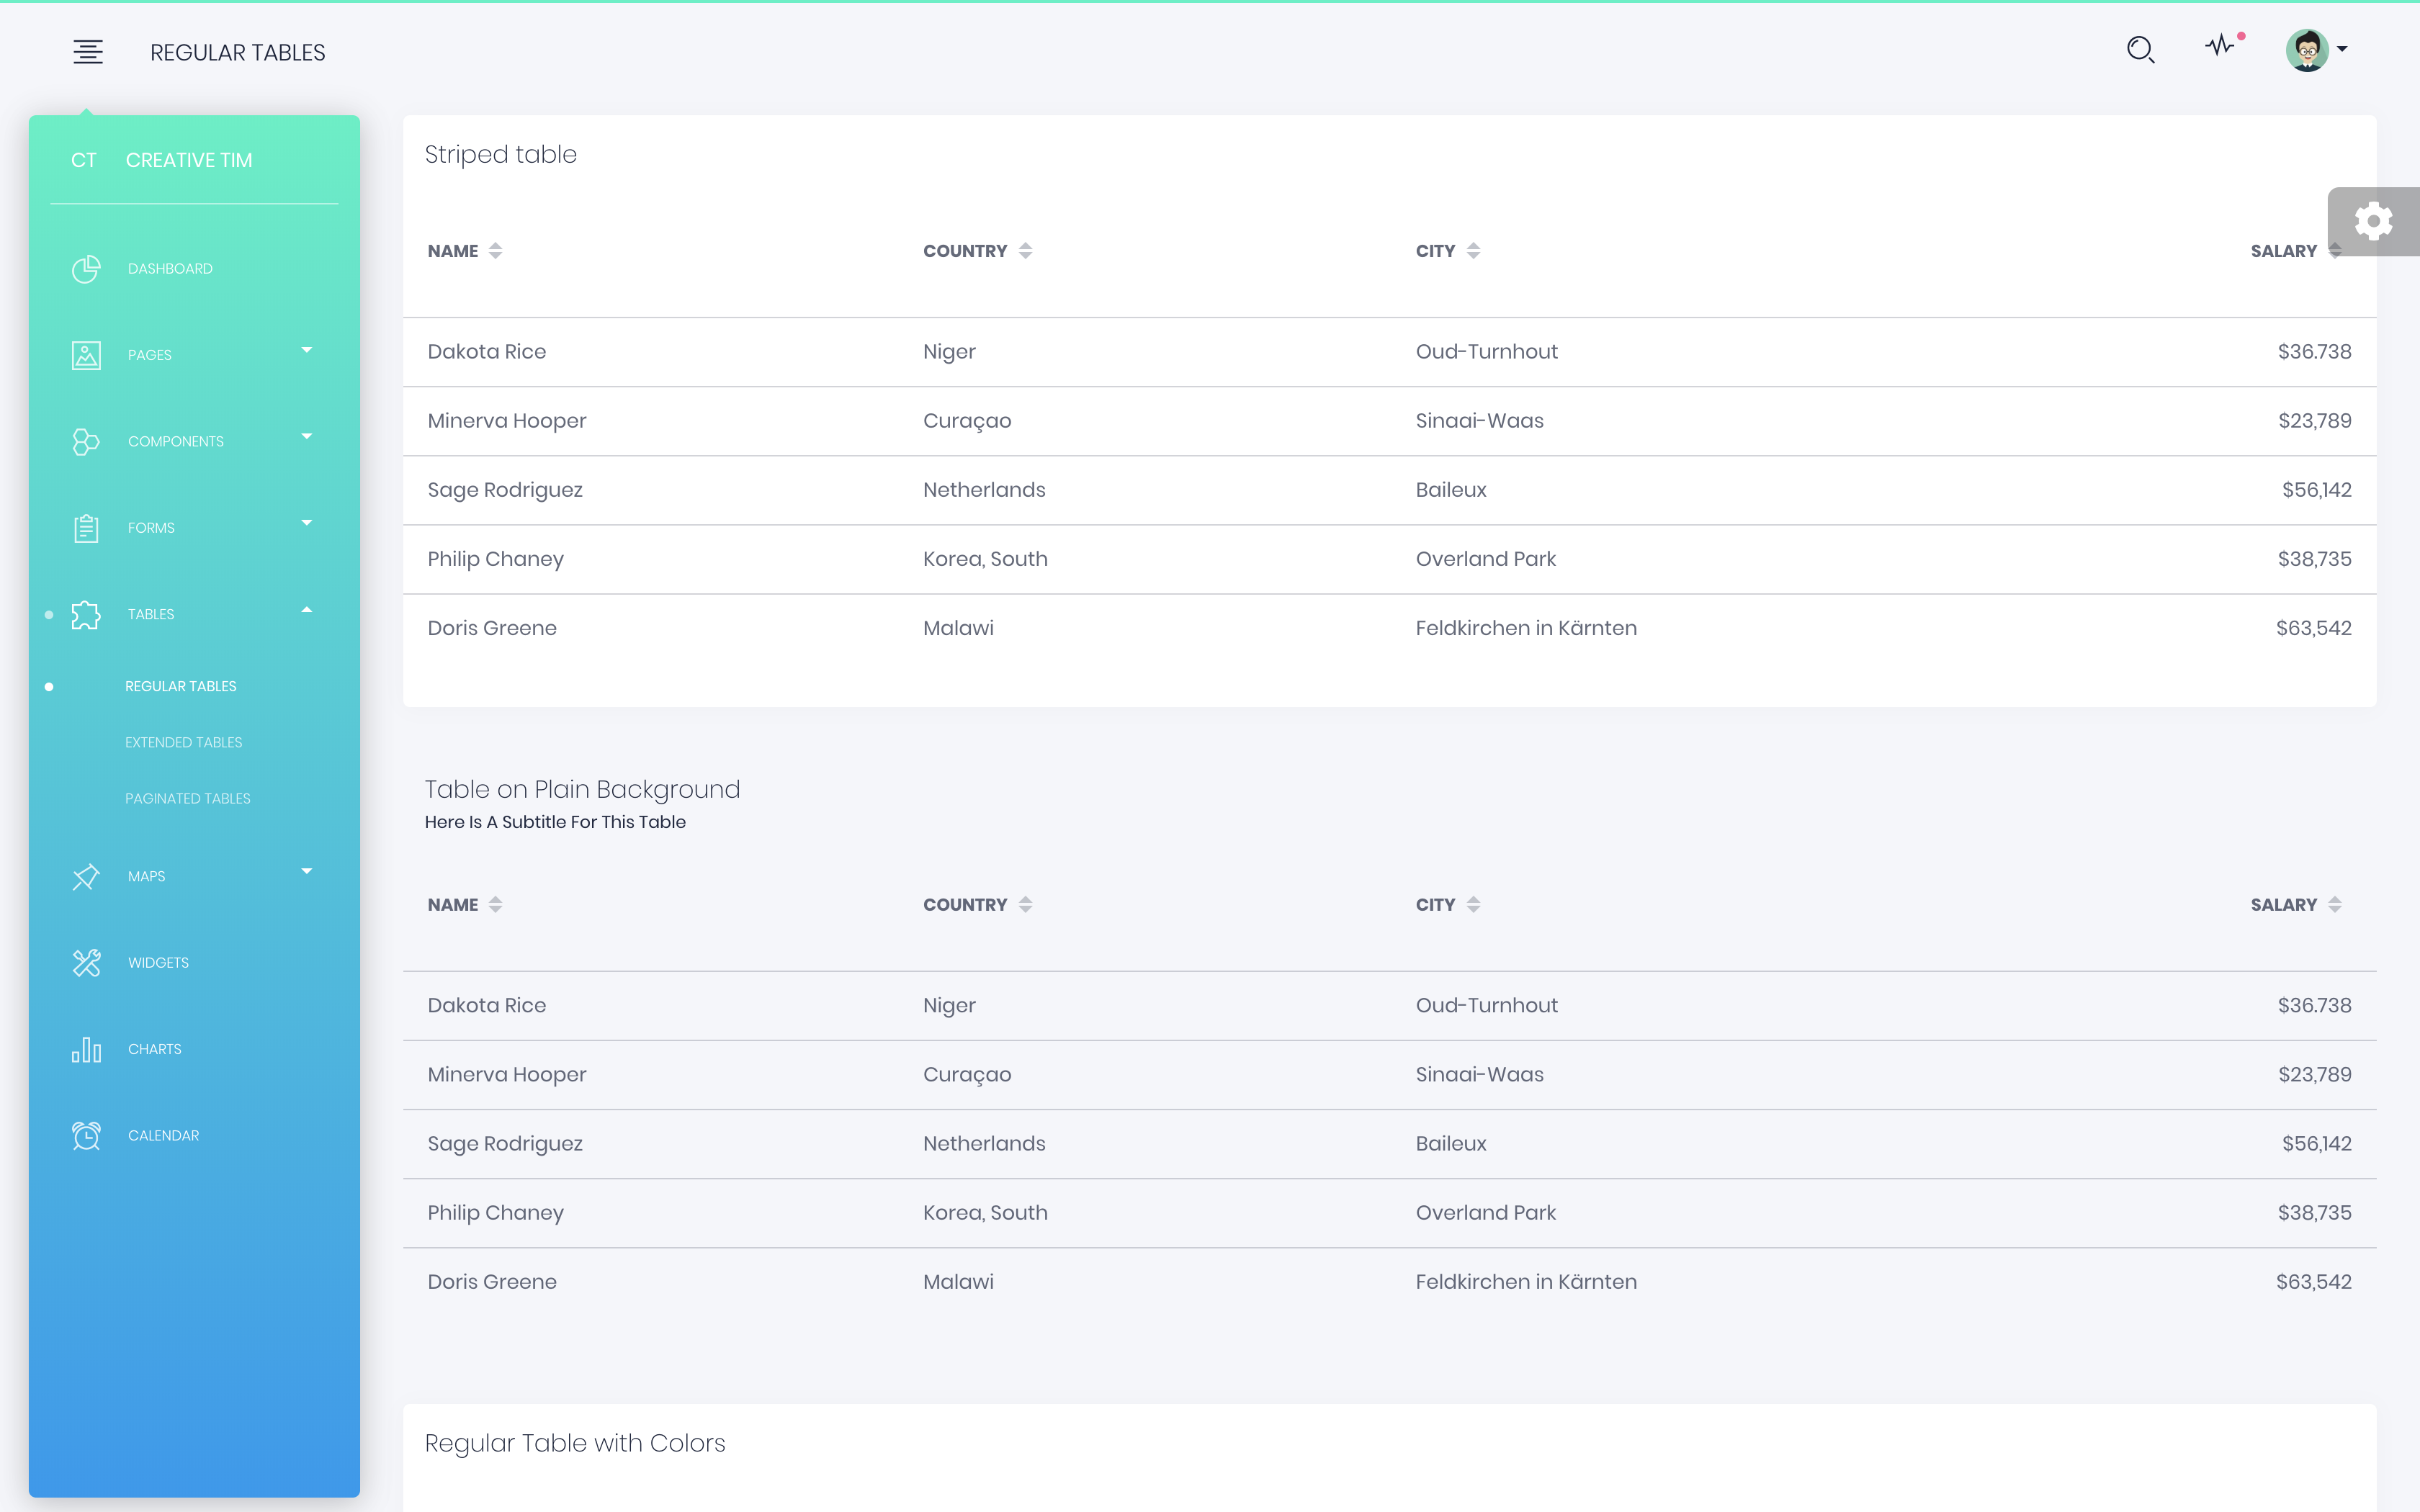 REGULAR TABLES
CT CREATIVE TIM
DASHBOARD
PAGES
COMPONENTS
FORMS
TABLES
REGULAR TABLES
EXTENDED TABLES
PAGINATED TABLES
MAPS
WIDGETS
CHARTS
CALENDAR
Striped table
NAME COUNTRY CITY SALARY
Dakota Rice Niger Oud-Turnhout $36.738
Minerva Hooper Curaçao Sinaai-Waas $23,789
Sage Rodriguez Netherlands Baileux $56,142
Philip Chaney Korea, South Overland Park $38,735
Doris Greene Malawi Feldkirchen in Kärnten $63,542
Table on Plain Background
Here Is A Subtitle For This Table
NAME COUNTRY CITY SALARY
Dakota Rice Niger Oud-Turnhout $36.738
Minerva Hooper Curaçao Sinaai-Waas $23,789
Sage Rodriguez Netherlands Baileux $56,142
Philip Chaney Korea, South Overland Park $38,735
Doris Greene Malawi Feldkirchen in Kärnten $63,542
Regular Table with Colors